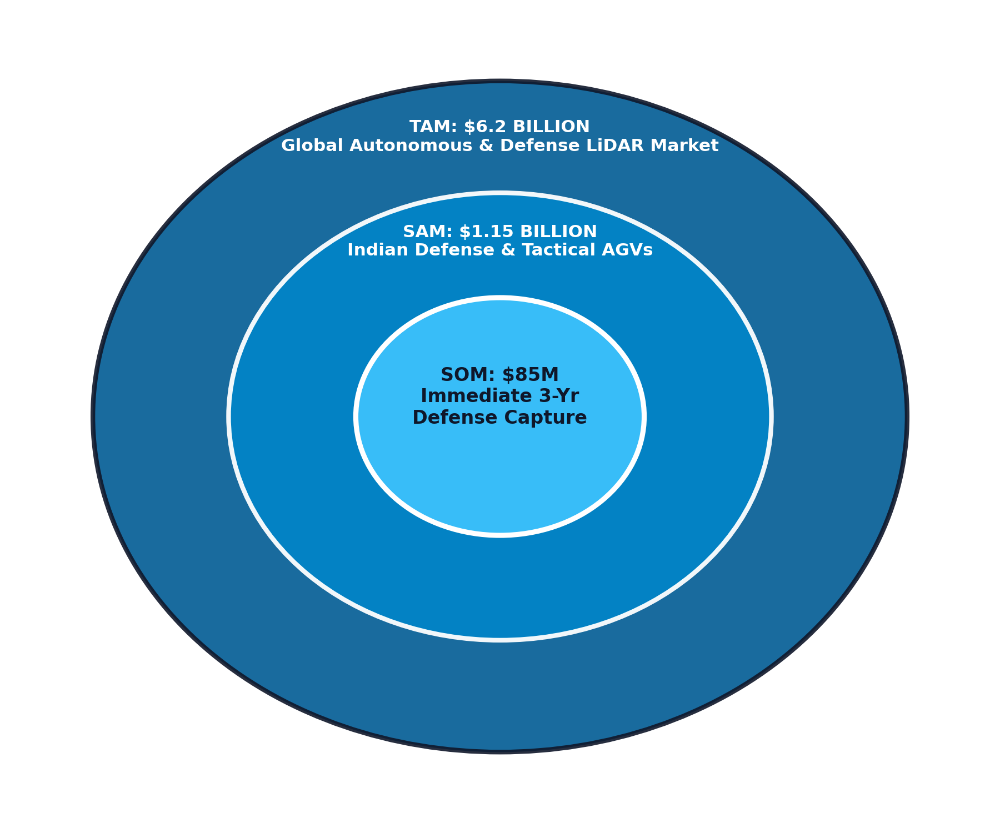 TAM: $6.2 BILLION
Global Autonomous & Defense LiDAR Market
SAM: $1.15 BILLION
Indian Defense & Tactical AGVs
SOM: $85M
Immediate 3-Yr
Defense Capture